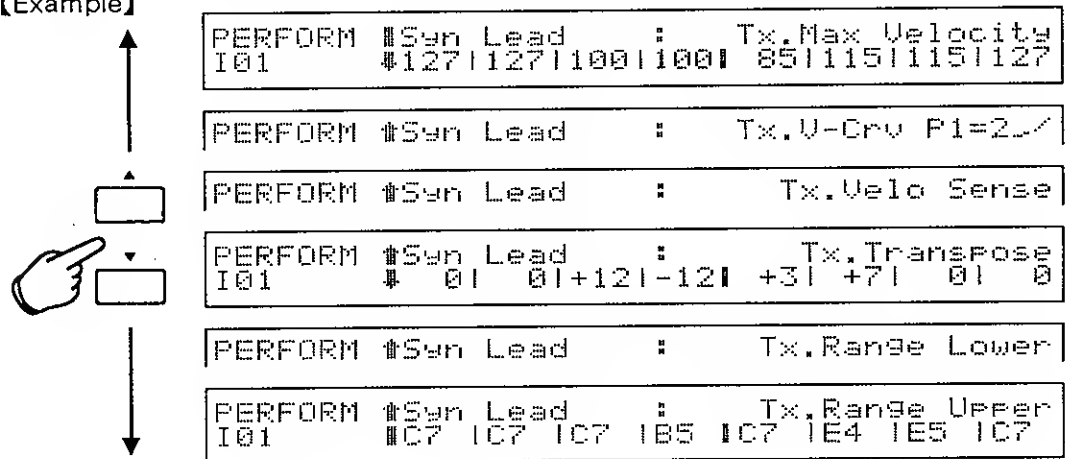 【Example】
PERFORM ⇑Syn Lead : Tx.Max Velocity
I01 ⇓127|127|100|100▮ 85|115|115|127
PERFORM ⇑Syn Lead : Tx.V-Crv P1=2
PERFORM ⇑Syn Lead : Tx.Velo Sense
PERFORM ⇑Syn Lead : Tx.Transpose
I01 ⇓ 0| 0|+12|-12▮ +3| +7| 0| 0
PERFORM ⇑Syn Lead : Tx.Range Lower
PERFORM ⇑Syn Lead : Tx.Range Upper
I01 ▮C7 |C7 |C7 |B5 ▮C7 |E4 |E5 |C7